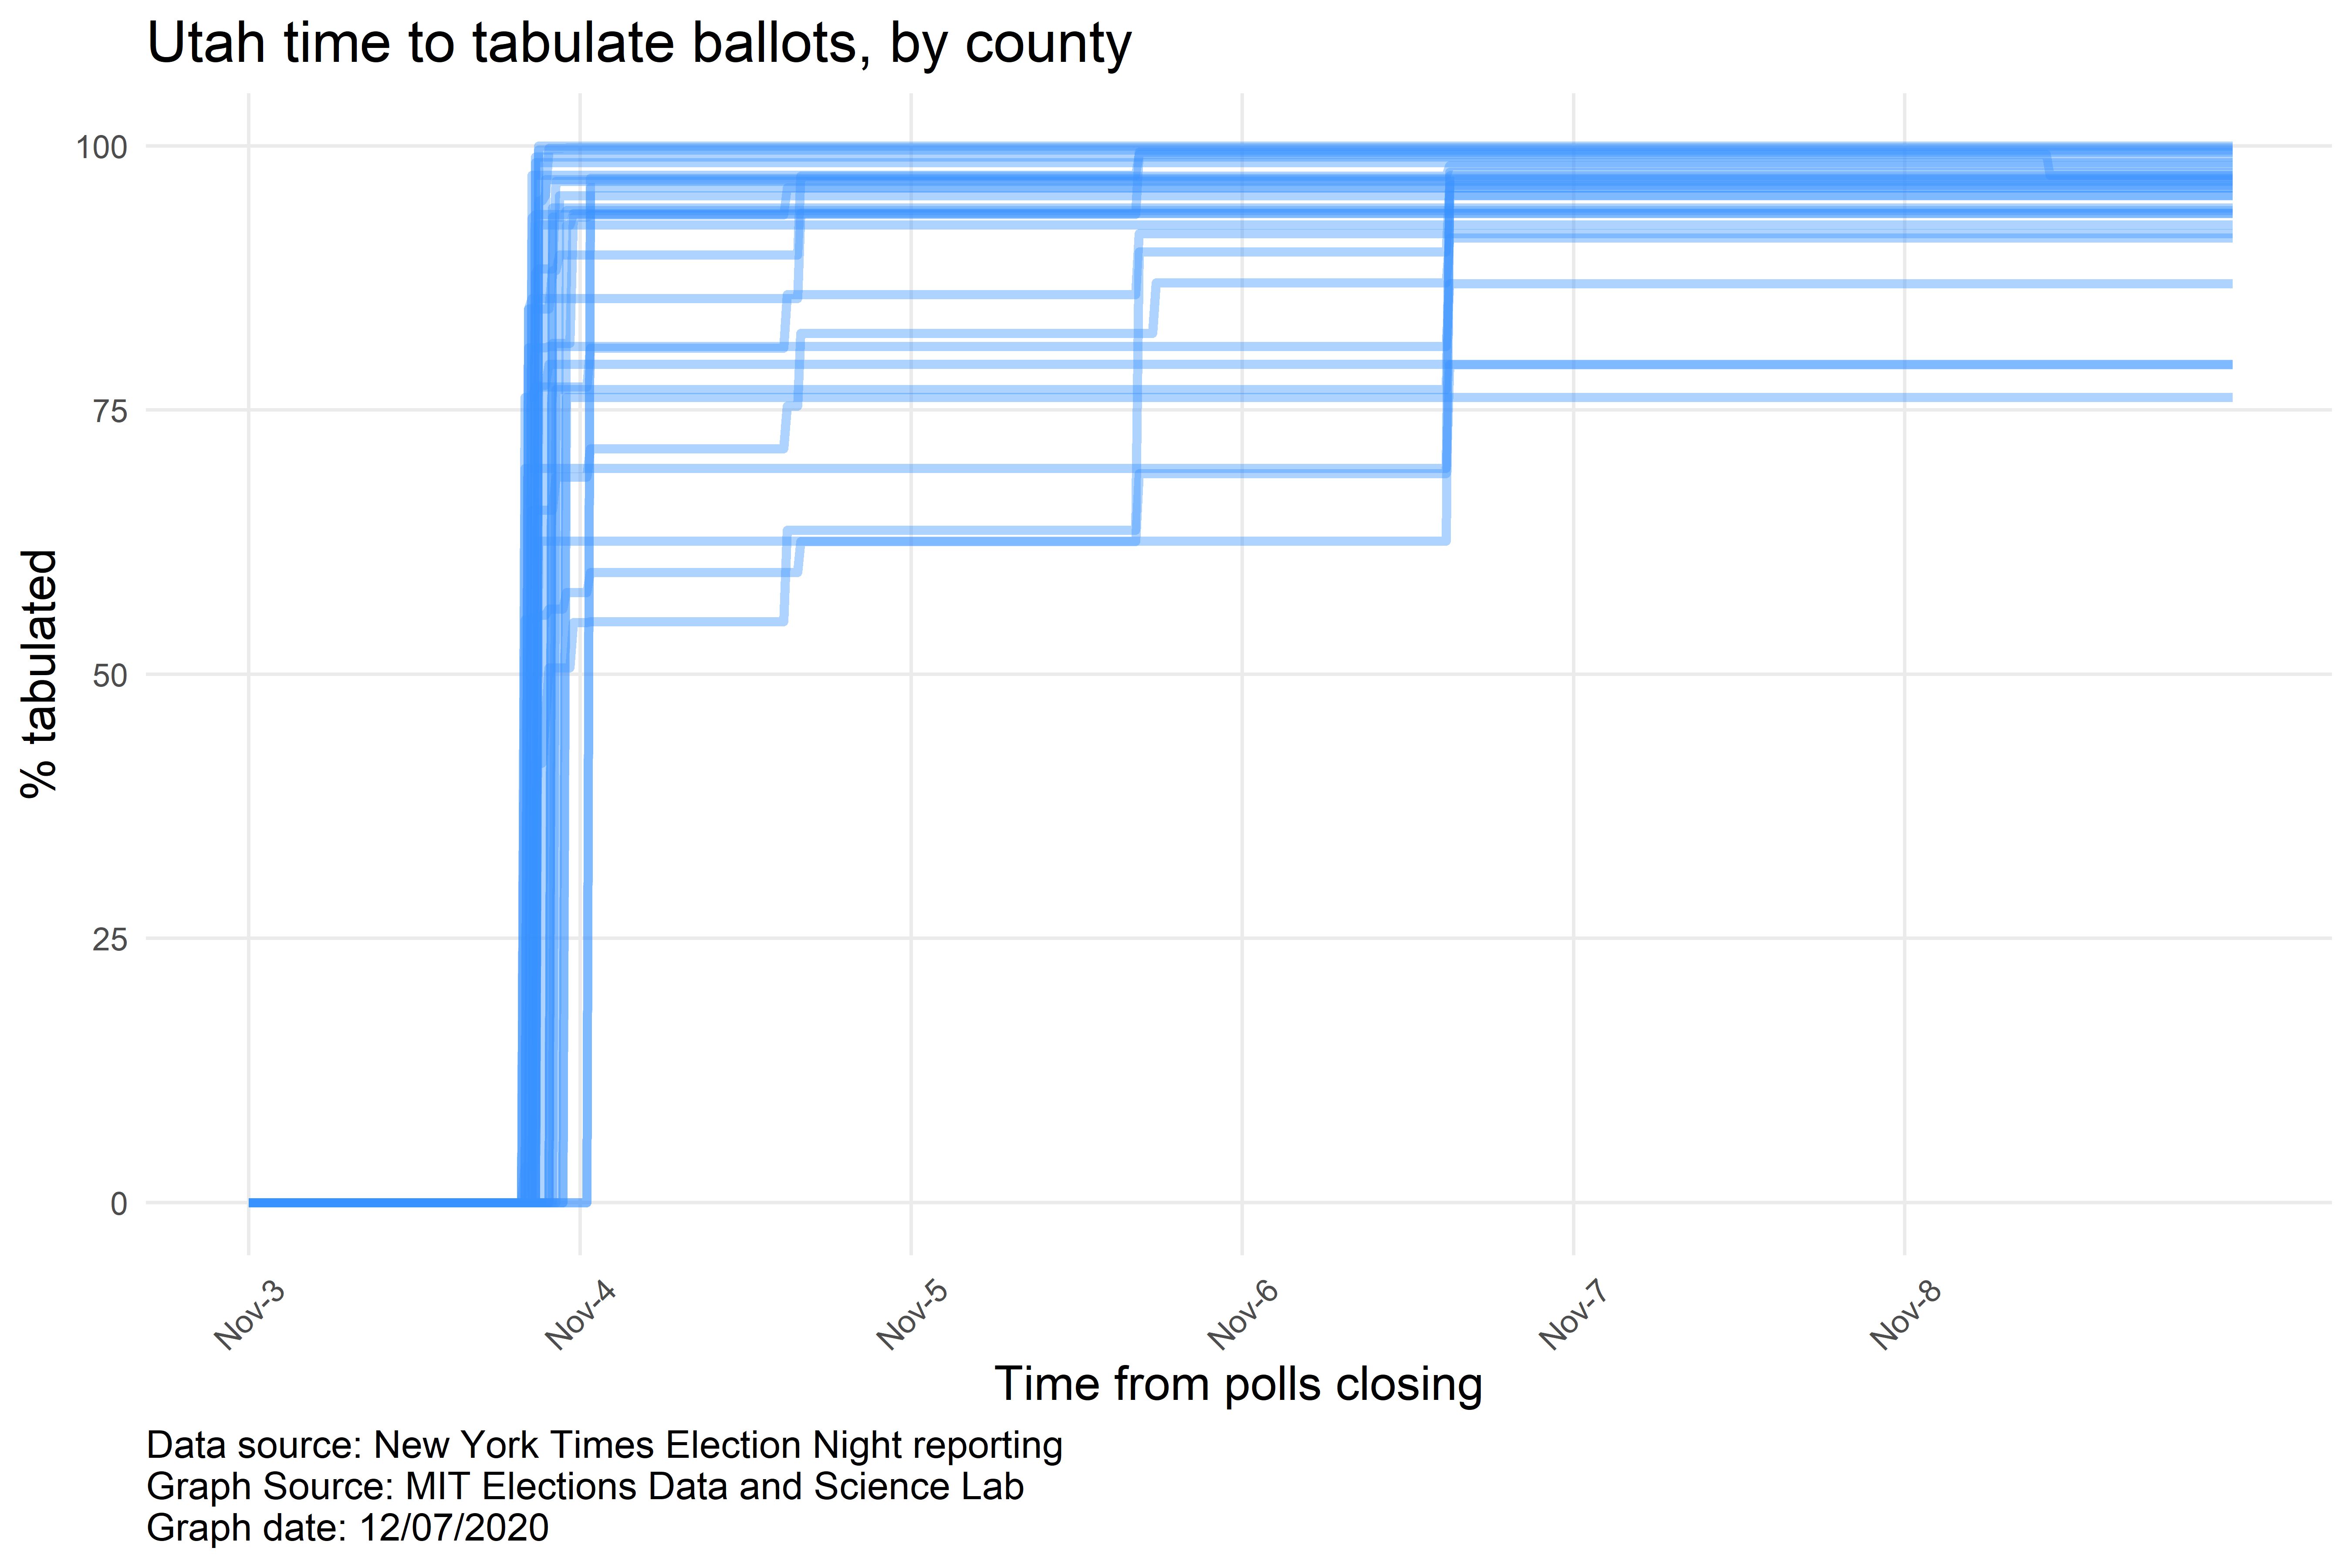 Utah time to tabulate ballots, by county
100
75
50
25
0
% tabulated
Nov-3
Nov-4
Nov-5
Nov-6
Nov-7
Nov-8
Time from polls closing
Data source: New York Times Election Night reporting
Graph Source: MIT Elections Data and Science Lab
Graph date: 12/07/2020